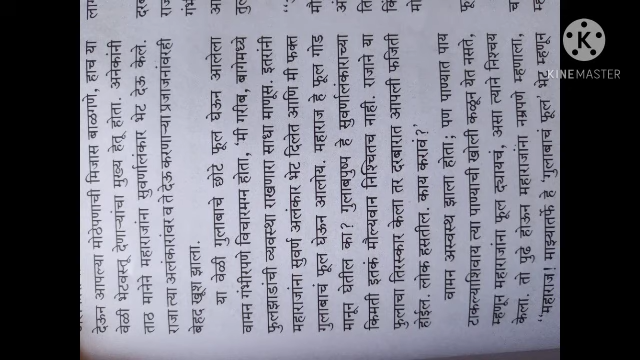 देऊन आपल्या मोठेपणाची मिजास बाळगणे, हाच या
वेळी भेटवस्तू देणाऱ्यांचा मुख्य हेतू होता. अनेकांनी
ताठ मानेने महाराजांना सुवर्णालंकार भेट देऊ केले.
राजा त्या अलंकारांवर व ते देऊ करणाऱ्या प्रजाजनांवरही
बेहद खूश झाला.
या वेळी गुलाबाचे छोटे फूल घेऊन आलेला
वामन गंभीरपणे विचारमग्न होता, 'मी गरीब, बागेमध्ये
फुलझाडांची व्यवस्था राखणारा साधा माणूस. इतरांनी
महाराजांना सुवर्ण अलंकार भेट दिलेत आणि मी फक्त
गुलाबाचं फूल घेऊन आलोय. महाराज हे फूल गोड
मानून घेतील का? गुलाबपुष्प हे सुवर्णालंकाराच्या
किमती इतकं मौल्यवान निश्चितच नाही. राजाने या
फुलाचा तिरस्कार केला तर दरबारात आपली फजिती
होईल. लोक हसतील. काय करावं?'
वामन अस्वस्थ झाला होता; पण पाण्यात पाय
टाकल्याशिवाय त्या पाण्याची खोली कळून येत नसते,
म्हणून महाराजांना फूल द्यायचं, असा त्याने निश्चय
केला. तो पुढे होऊन महाराजांना नम्रपणे म्हणाला,
"महाराज! माझ्यातर्फे हे 'गुलाबाचं फूल' भेट म्हणून
KINEMASTER